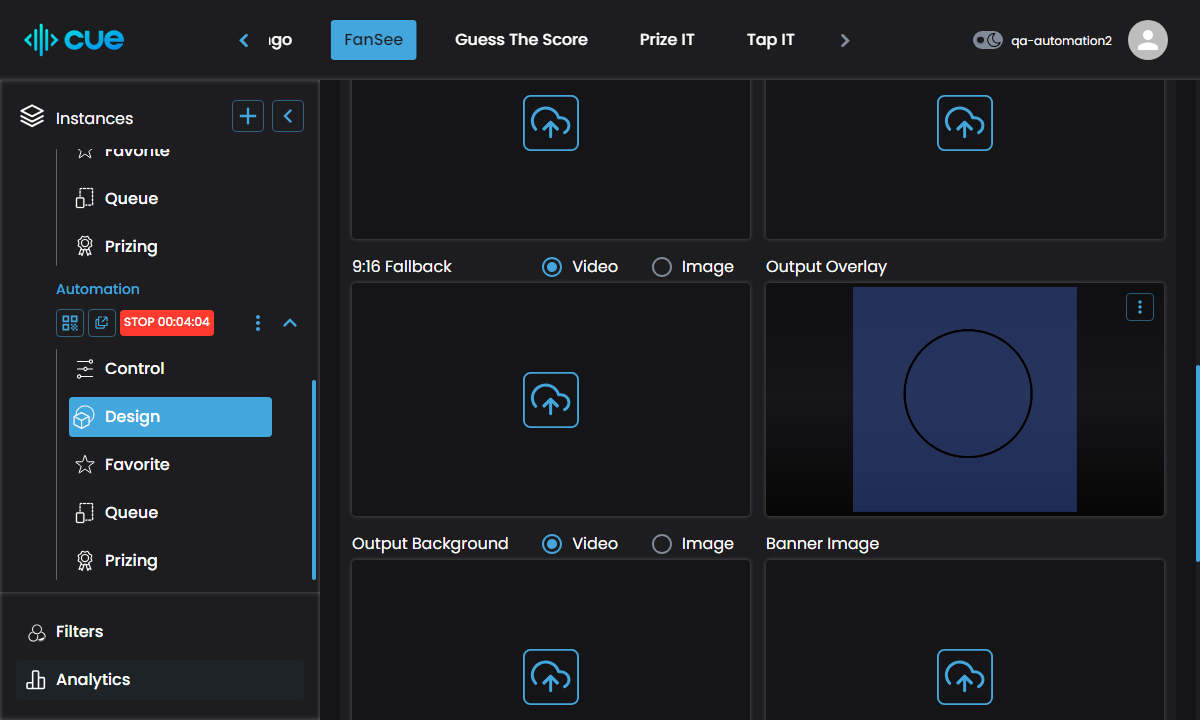 cue
FanSee
Guess The Score
Prize IT
Tap IT
qa-automation2
Instances
Favorite
Queue
Prizing
Automation
STOP 00:04:04
Control
Design
Favorite
Queue
Prizing
Filters
Analytics
9:16 Fallback
Video
Image
Output Overlay
Output Background
Video
Image
Banner Image